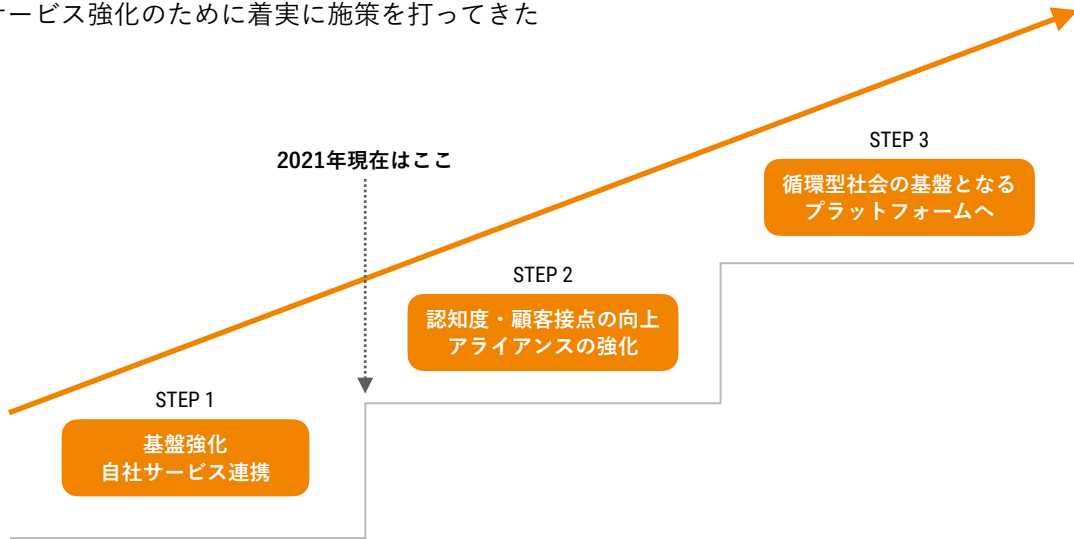 サービス強化のために着実に施策を打ってきた
2021年現在はここ
STEP 3
循環型社会の基盤となる
プラットフォームへ
STEP 2
認知度・顧客接点の向上
アライアンスの強化
STEP 1
基盤強化
自社サービス連携